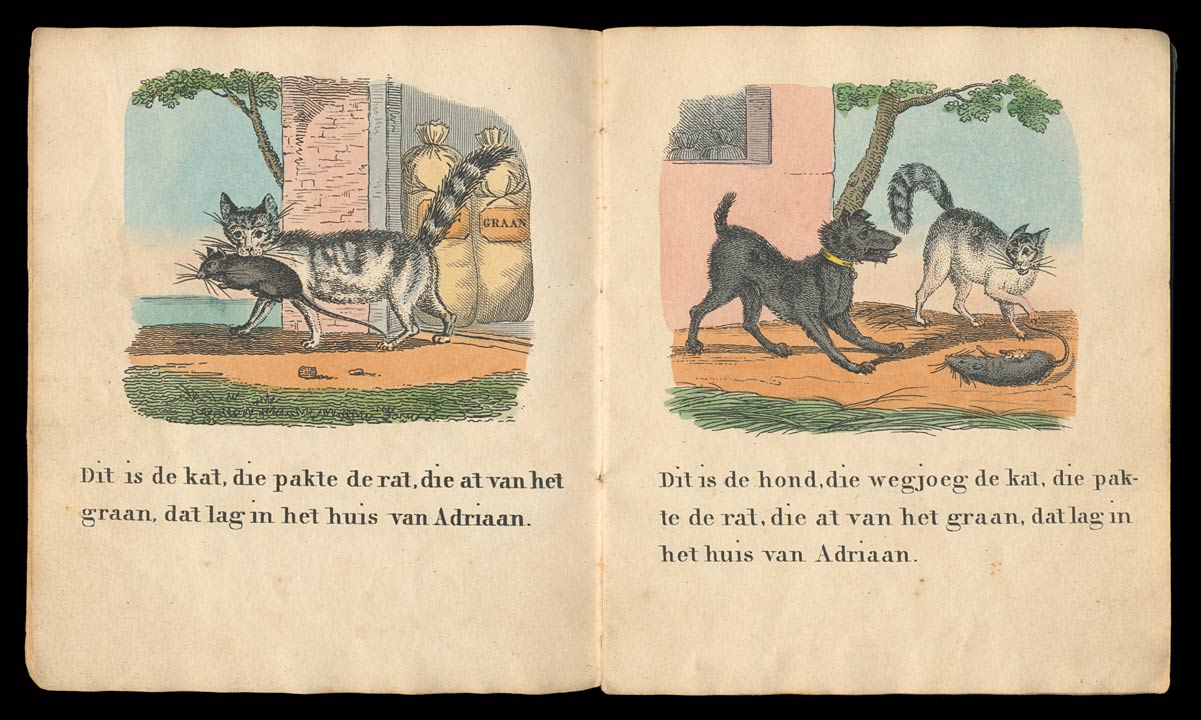 GRAAN
Dit is de kat, die pakte de rat, die at van het
graan, dat lag in het huis van Adriaan.
Dit is de hond, die wegjoeg de kat, die pak-
te de rat, die at van het graan, dat lag in
het huis van Adriaan.